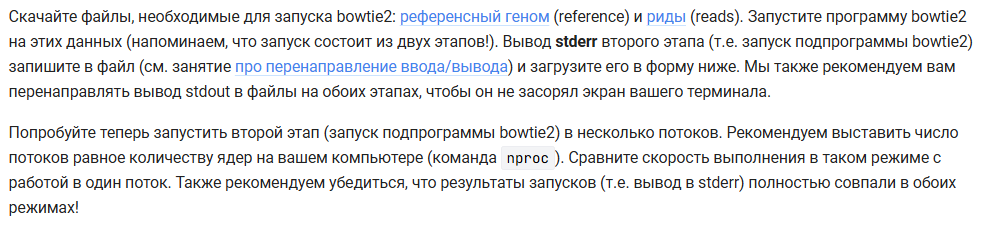 Скачайте файлы, необходимые для запуска bowtie2: референсный геном (reference) и риды (reads). Запустите программу bowtie2
на этих данных (напоминаем, что запуск состоит из двух этапов!). Вывод stderr второго этапа (т.е. запуск подпрограммы bowtie2)
запишите в файл (см. занятие про перенаправление ввода/вывода) и загрузите его в форму ниже. Мы также рекомендуем вам
перенаправлять вывод stdout в файлы на обоих этапах, чтобы он не засорял экран вашего терминала.
Попробуйте теперь запустить второй этап (запуск подпрограммы bowtie2) в несколько потоков. Рекомендуем выставить число
потоков равное количеству ядер на вашем компьютере (команда nproc). Сравните скорость выполнения в таком режиме с
работой в один поток. Также рекомендуем убедиться, что результаты запусков (т.е. вывод в stderr) полностью совпали в обоих
режимах!